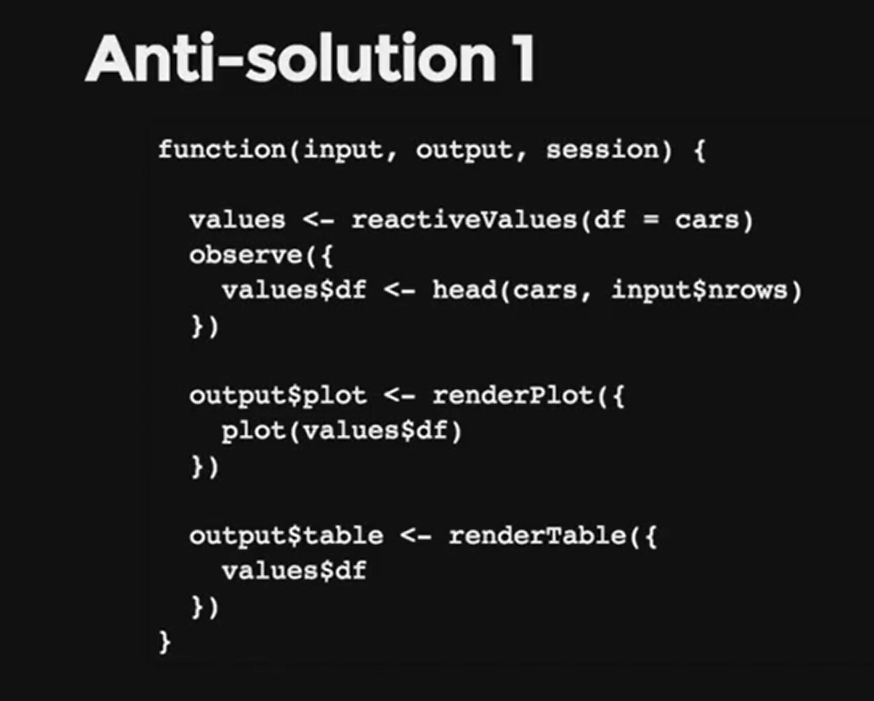 Anti-solution 1
function(input, output, session) {
values <- reactiveValues(df = cars)
observe({
values$df <- head(cars, input$nrows)
})
output$plot <- renderPlot({
plot(values$df)
})
output$table <- renderTable({
values$df
})
}